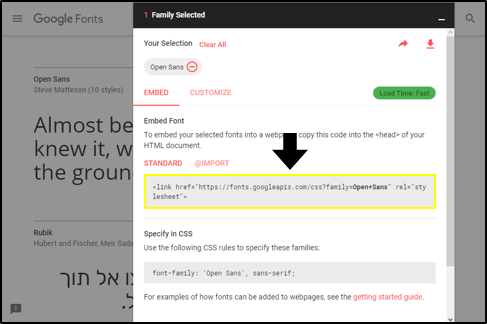 Google Fonts
1 Family Selected
Your Selection Clear All
Open Sans
EMBED CUSTOMIZE Load Time: Fast
Embed Font
To embed your selected fonts into a webpage, copy this code into the <head> of your
HTML document.
STANDARD @IMPORT
<link href="https://fonts.googleapis.com/css?family=Open+Sans" rel="sty
lesheet">
Specify in CSS
Use the following CSS rules to specify these families:
font-family: 'Open Sans', sans-serif;
For examples of how fonts can be added to webpages, see the getting started guide.
Open Sans
Steve Matteson (10 styles)
Almost be
knew it, w
the groun
Rubik
Hubert and Fischer, Meir Sada
צו אל תוך
ל.